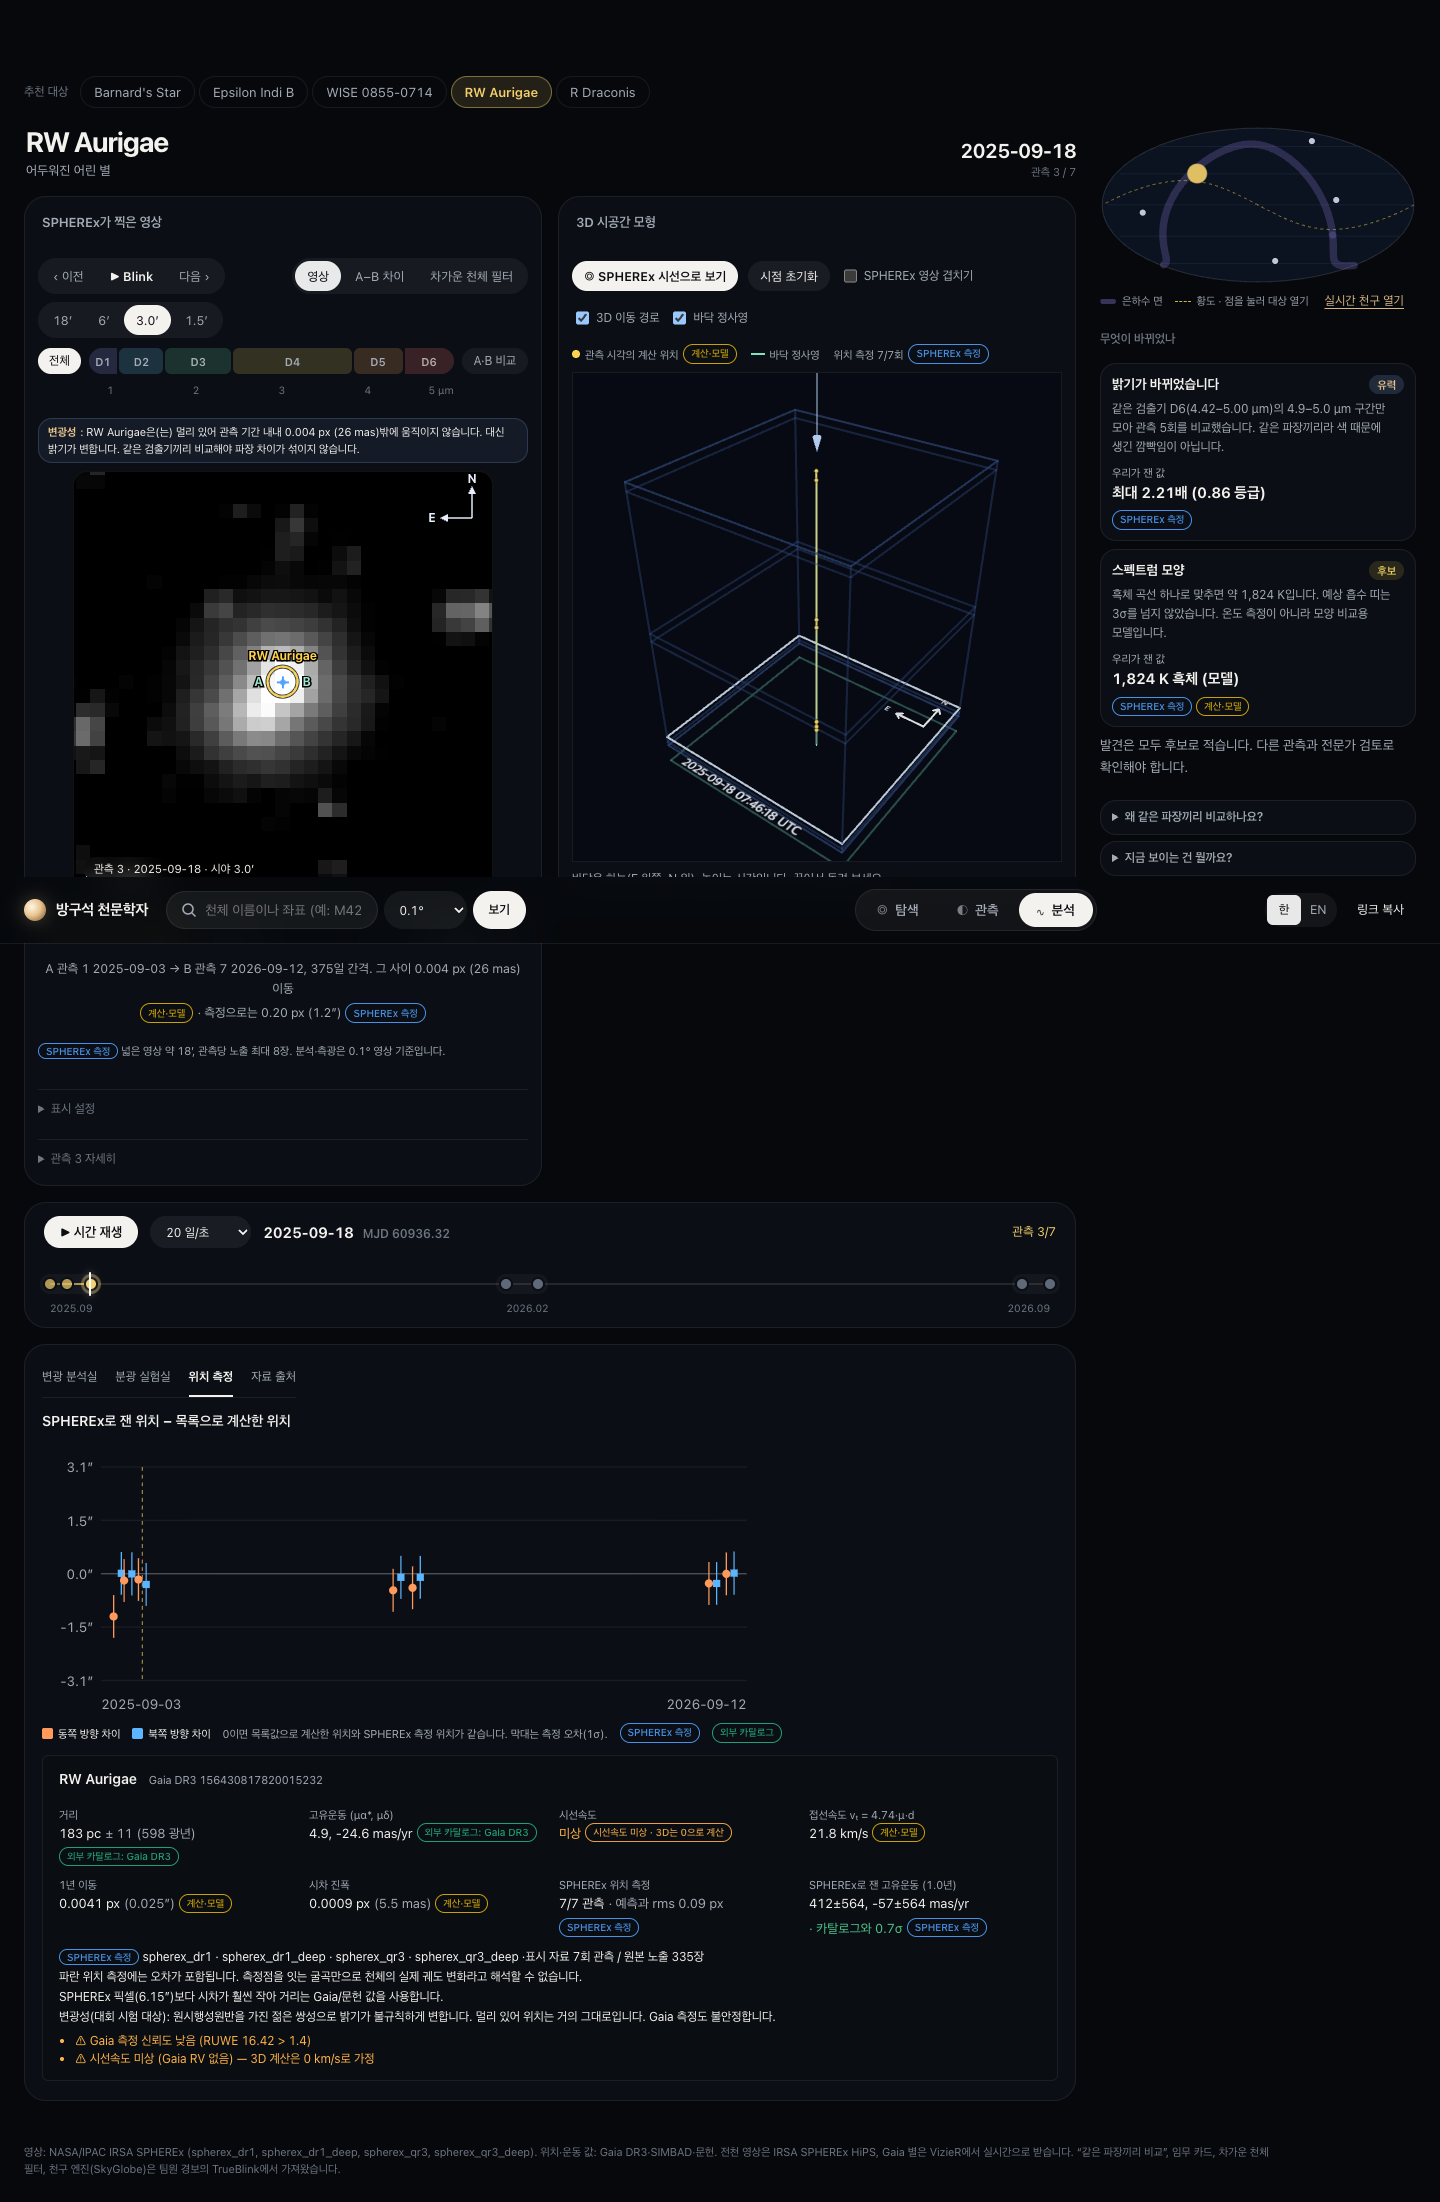 추천 대상 Barnard's Star Epsilon Indi B WISE 0855-0714 RW Aurigae R Draconis
RW Aurigae
어두워진 어린 별
2025-09-18
관측 3 / 7
SPHEREx가 찍은 영상
‹ 이전 ▶ Blink 다음 ›
영상 A−B 차이 차가운 천체 필터
18′ 6′ 3.0′ 1.5′
전체 D1 D2 D3 D4 D5 D6 A·B 비교
1 2 3 4 5 μm
변광성 : RW Aurigae은(는) 멀리 있어 관측 기간 내내 0.004 px (26 mas)밖에 움직이지 않습니다. 대신
밝기가 변합니다. 같은 검출기끼리 비교해야 파장 차이가 섞이지 않습니다.
N
E
RW Aurigae
A B
관측 3 · 2025-09-18 · 시야 3.0′
3D 시공간 모형
◎ SPHEREx 시선으로 보기 시점 초기화 SPHEREx 영상 겹치기
3D 이동 경로 바닥 정사영
관측 시각의 계산 위치 계산·모델 바닥 정사영 위치 측정 7/7회 SPHEREx 측정
E
N
2025-09-18 07:46:18 UTC
은하수 면 ---- 황도 · 점을 눌러 대상 열기 실시간 천구 열기
무엇이 바뀌었나
밝기가 바뀌었습니다 유력
같은 검출기 D6(4.42–5.00 μm)의 4.9–5.0 μm 구간만
모아 관측 5회를 비교했습니다. 같은 파장끼리라 색 때문에
생긴 깜빡임이 아닙니다.
우리가 잰 값
최대 2.21배 (0.86 등급)
SPHEREx 측정
스펙트럼 모양 후보
흑체 곡선 하나로 맞추면 약 1,824 K입니다. 예상 흡수 띠는
3σ를 넘지 않았습니다. 온도 측정이 아니라 모양 비교용
모델입니다.
우리가 잰 값
1,824 K 흑체 (모델)
SPHEREx 측정 계산·모델
발견은 모두 후보로 적습니다. 다른 관측과 전문가 검토로
확인해야 합니다.
▶ 왜 같은 파장끼리 비교하나요?
▶ 지금 보이는 건 뭘까요?
방구석 천문학자 천체 이름이나 좌표 (예: M42 0.1° 보기 ◎ 탐색 ◐ 관측 ∿ 분석 한 EN 링크 복사
A 관측 1 2025-09-03 → B 관측 7 2026-09-12, 375일 간격. 그 사이 0.004 px (26 mas)
이동
계산·모델 · 측정으로는 0.20 px (1.2″) SPHEREx 측정
SPHEREx 측정 넓은 영상 약 18′, 관측당 노출 최대 8장. 분석·측광은 0.1° 영상 기준입니다.
▶ 표시 설정
▶ 관측 3 자세히
▶ 시간 재생 20 일/초 2025-09-18 MJD 60936.32 관측 3/7
2025.09 2026.02 2026.09
변광 분석실 분광 실험실 위치 측정 자료 출처
SPHEREx로 잰 위치 − 목록으로 계산한 위치
3.1″
1.5″
0.0″
-1.5″
-3.1″
2025-09-03 2026-09-12
동쪽 방향 차이 북쪽 방향 차이 0이면 목록값으로 계산한 위치와 SPHEREx 측정 위치가 같습니다. 막대는 측정 오차(1σ). SPHEREx 측정 외부 카탈로그
RW Aurigae Gaia DR3 156430817820015232
거리 고유운동 (μα*, μδ) 시선속도 접선속도 vₜ = 4.74·μ·d
183 pc ± 11 (598 광년) 4.9, -24.6 mas/yr 외부 카탈로그: Gaia DR3 미상 시선속도 미상 · 3D는 0으로 계산 21.8 km/s 계산·모델
외부 카탈로그: Gaia DR3
1년 이동 시차 진폭 SPHEREx 위치 측정 SPHEREx로 잰 고유운동 (1.0년)
0.0041 px (0.025″) 계산·모델 0.0009 px (5.5 mas) 계산·모델 7/7 관측 · 예측과 rms 0.09 px 412±564, -57±564 mas/yr
SPHEREx 측정 · 카탈로그와 0.7σ SPHEREx 측정
SPHEREx 측정 spherex_dr1 · spherex_dr1_deep · spherex_qr3 · spherex_qr3_deep ·표시 자료 7회 관측 / 원본 노출 335장
파란 위치 측정에는 오차가 포함됩니다. 측정점을 잇는 굴곡만으로 천체의 실제 궤도 변화라고 해석할 수 없습니다.
SPHEREx 픽셀(6.15″)보다 시차가 훨씬 작아 거리는 Gaia/문헌 값을 사용합니다.
변광성(대회 시험 대상): 원시행성원반을 가진 젊은 쌍성으로 밝기가 불규칙하게 변합니다. 멀리 있어 위치는 거의 그대로입니다. Gaia 측정도 불안정합니다.
• ⚠ Gaia 측정 신뢰도 낮음 (RUWE 16.42 > 1.4)
• ⚠ 시선속도 미상 (Gaia RV 없음) — 3D 계산은 0 km/s로 가정
영상: NASA/IPAC IRSA SPHEREx (spherex_dr1, spherex_dr1_deep, spherex_qr3, spherex_qr3_deep). 위치·운동 값: Gaia DR3·SIMBAD·문헌. 전천 영상은 IRSA SPHEREx HiPS, Gaia 별은 VizieR에서 실시간으로 받습니다. “같은 파장끼리 비교”, 임무 카드, 차가운 천체
필터, 천구 엔진(SkyGlobe)은 팀원 경보의 TrueBlink에서 가져왔습니다.